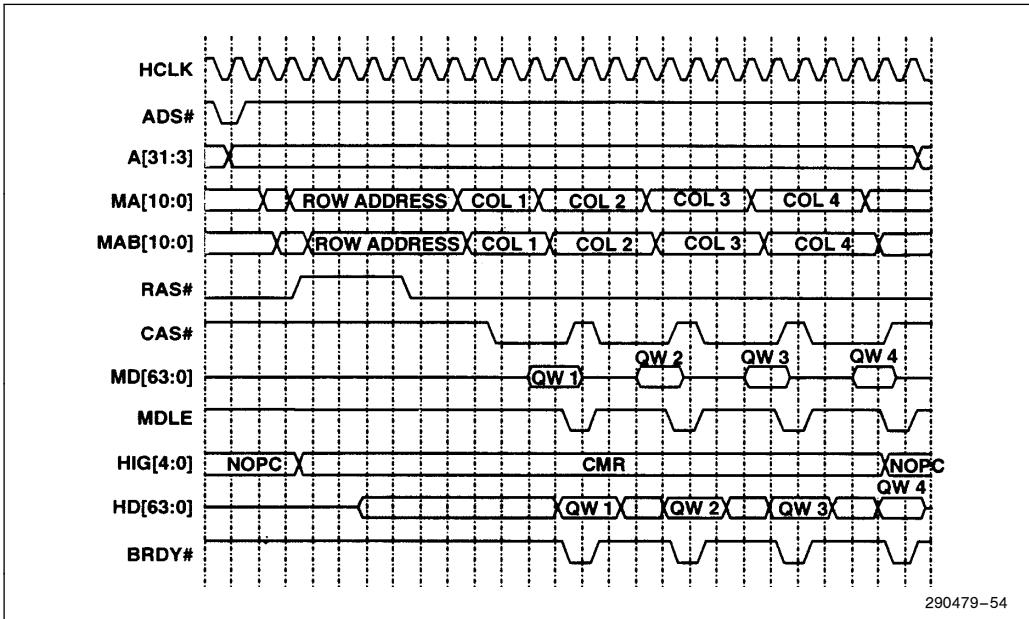 HCLK
ADS#
A[31:3]
MA[10:0] ROW ADDRESS COL 1 COL 2 COL 3 COL 4
MAB[10:0] ROW ADDRESS COL 1 COL 2 COL 3 COL 4
RAS#
CAS#
QW 2 QW 3 QW 4
MD[63:0] QW 1
MDLE
HIG[4:0] NOPC CMR NOPC
QW 4
HD[63:0] QW 1 QW 2 QW 3
BRDY#
290479-54